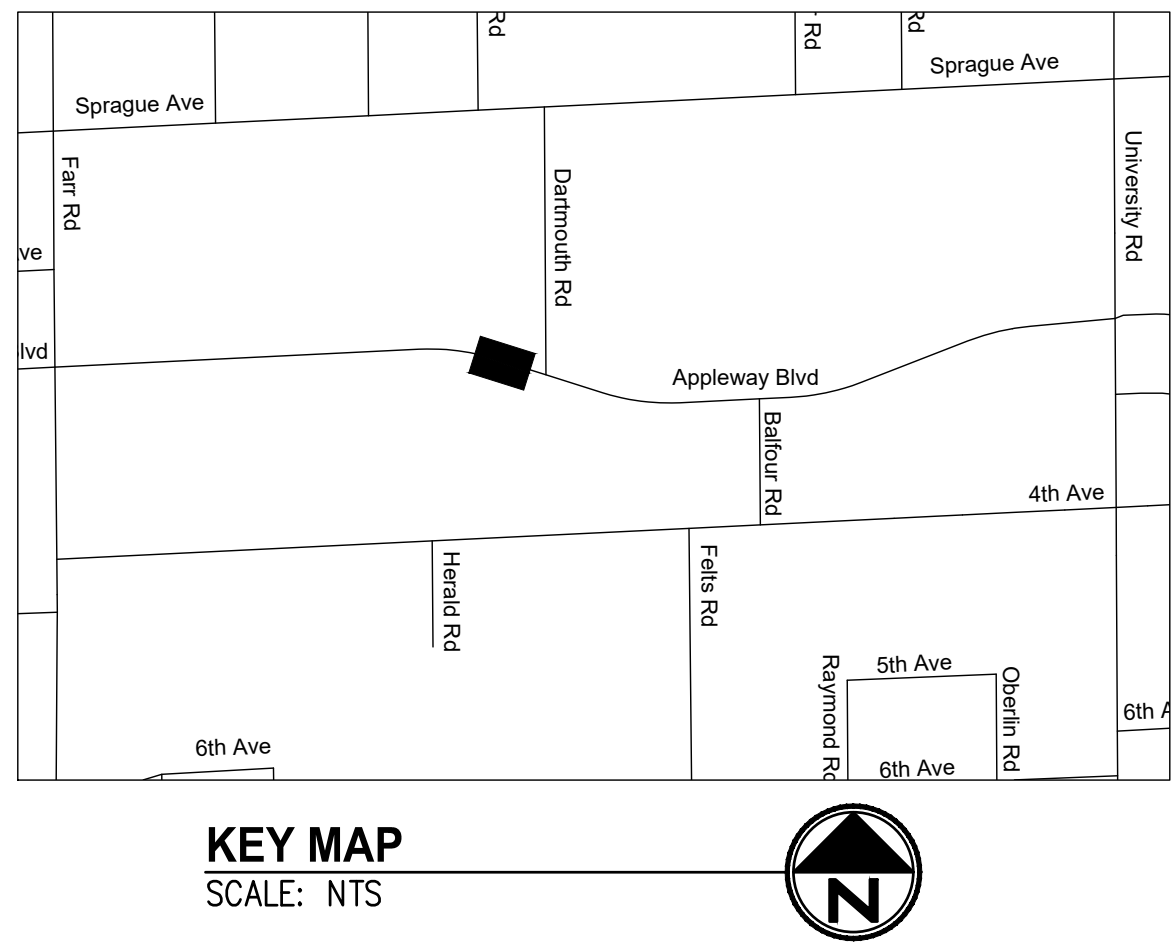 Rd
Rd
Rd
Sprague Ave
Sprague Ave
Farr Rd
Dartmouth Rd
University Rd
ve
lvd
Appleway Blvd
Balfour Rd
4th Ave
Herald Rd
Felts Rd
Raymond Rd
5th Ave
Oberlin Rd
6th A
6th Ave
6th Ave
KEY MAP
SCALE: NTS
N